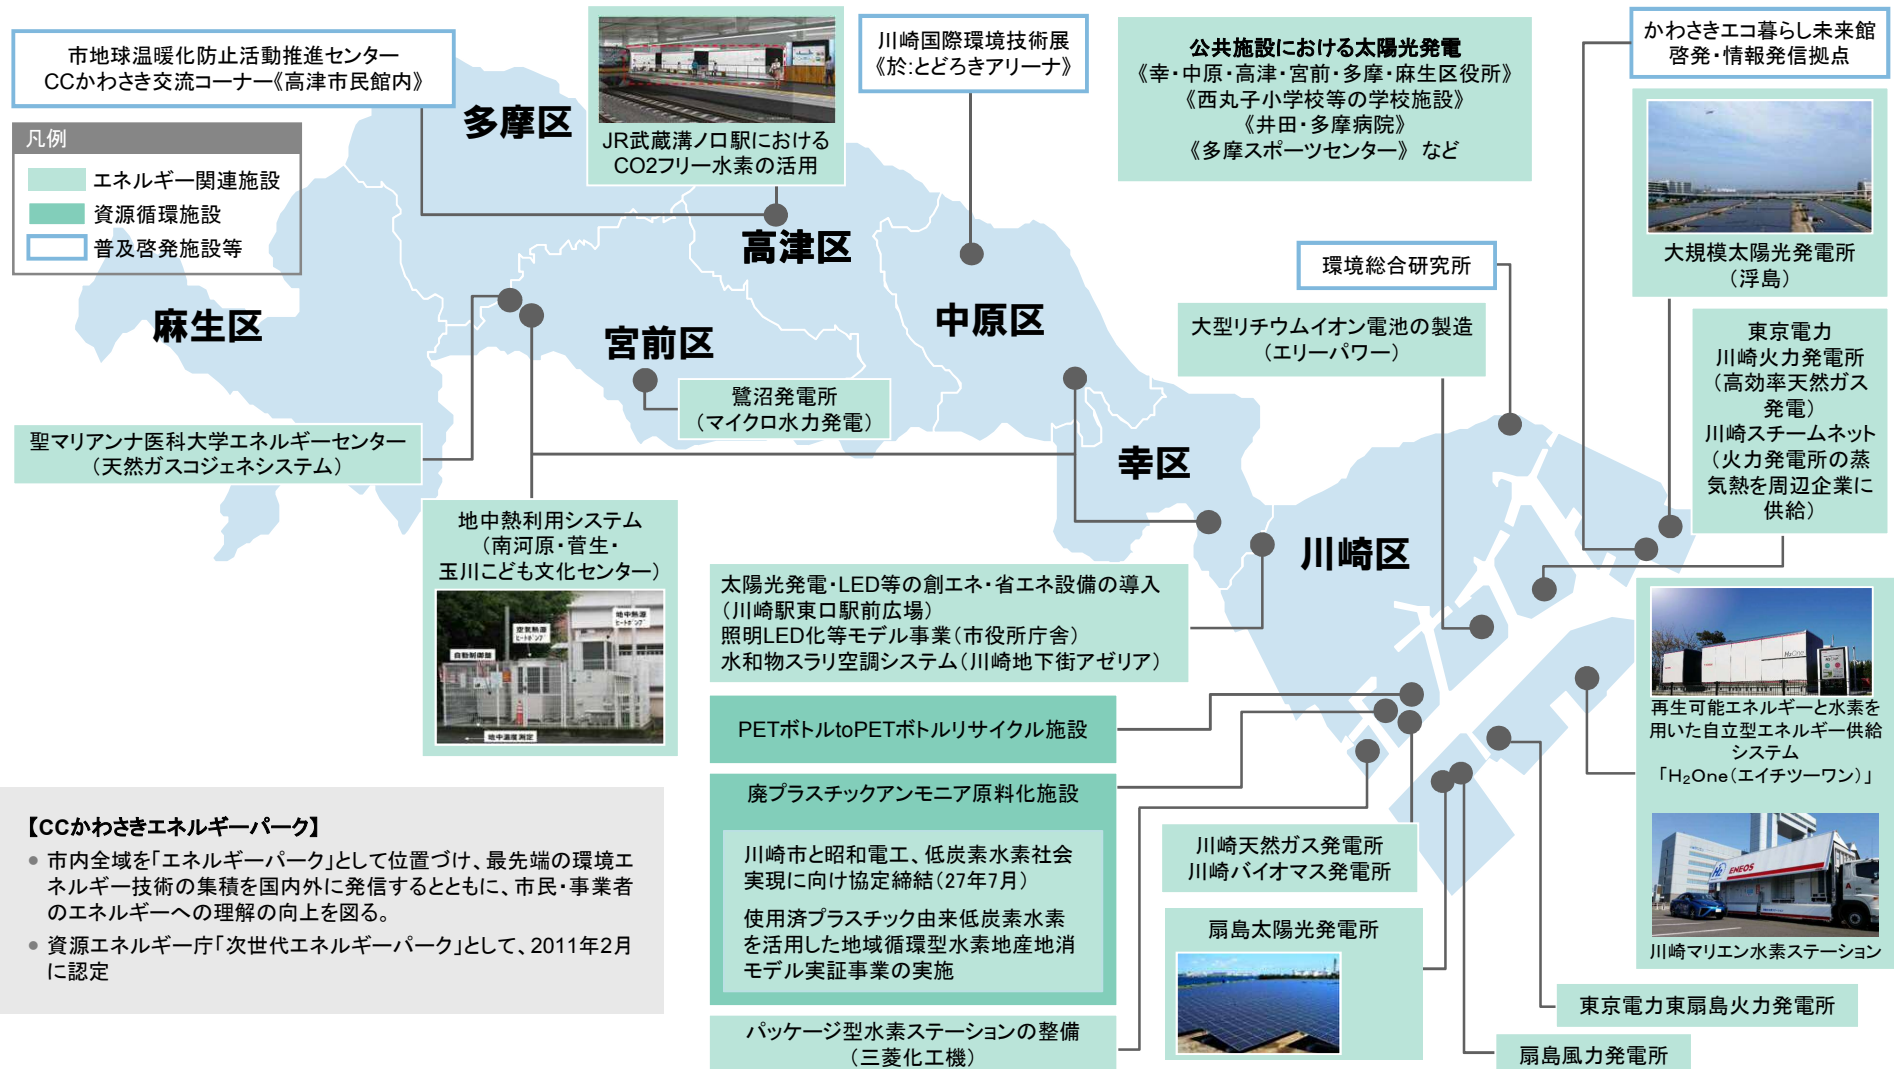 市地球温暖化防止活動推進センター
CCかわさき交流コーナー《高津市民館内》
凡例
エネルギー関連施設
資源循環施設
普及啓発施設等
JR武蔵溝ノ口駅における
CO2フリー水素の活用
川崎国際環境技術展
《於:とどろきアリーナ》
公共施設における太陽光発電
《幸・中原・高津・宮前・多摩・麻生区役所》
《西丸子小学校等の学校施設》
《井田・多摩病院》
《多摩スポーツセンター》 など
かわさきエコ暮らし未来館
啓発・情報発信拠点
大規模太陽光発電所
(浮島)
環境総合研究所
大型リチウムイオン電池の製造
(エリーパワー)
東京電力
川崎火力発電所
(高効率天然ガス
発電)
川崎スチームネット
(火力発電所の蒸
気熱を周辺企業に
供給)
多摩区
高津区
麻生区
宮前区
中原区
幸区
川崎区
鷺沼発電所
(マイクロ水力発電)
聖マリアンナ医科大学エネルギーセンター
(天然ガスコジェネシステム)
地中熱利用システム
(南河原・菅生・
玉川こども文化センター)
地中熱源
ヒートポンプ
空気熱源
ヒートポンプ
自動制御盤
地中温度測定
太陽光発電・LED等の創エネ・省エネ設備の導入
(川崎駅東口駅前広場)
照明LED化等モデル事業(市役所庁舎)
水和物スラリ空調システム(川崎地下街アゼリア)
PETボトルtoPETボトルリサイクル施設
廃プラスチックアンモニア原料化施設
川崎市と昭和電工、低炭素水素社会
実現に向け協定締結(27年7月)
使用済プラスチック由来低炭素水素
を活用した地域循環型水素地産地消
モデル実証事業の実施
パッケージ型水素ステーションの整備
(三菱化工機)
川崎天然ガス発電所
川崎バイオマス発電所
扇島太陽光発電所
H2One
再生可能エネルギーと水素を
用いた自立型エネルギー供給
システム
「H₂One(エイチツーワン)」
H2 ENEOS
川崎マリエン水素ステーション
東京電力東扇島火力発電所
扇島風力発電所
【CCかわさきエネルギーパーク】
● 市内全域を「エネルギーパーク」として位置づけ、最先端の環境エ
ネルギー技術の集積を国内外に発信するとともに、市民・事業者
のエネルギーへの理解の向上を図る。
● 資源エネルギー庁「次世代エネルギーパーク」として、2011年2月
に認定